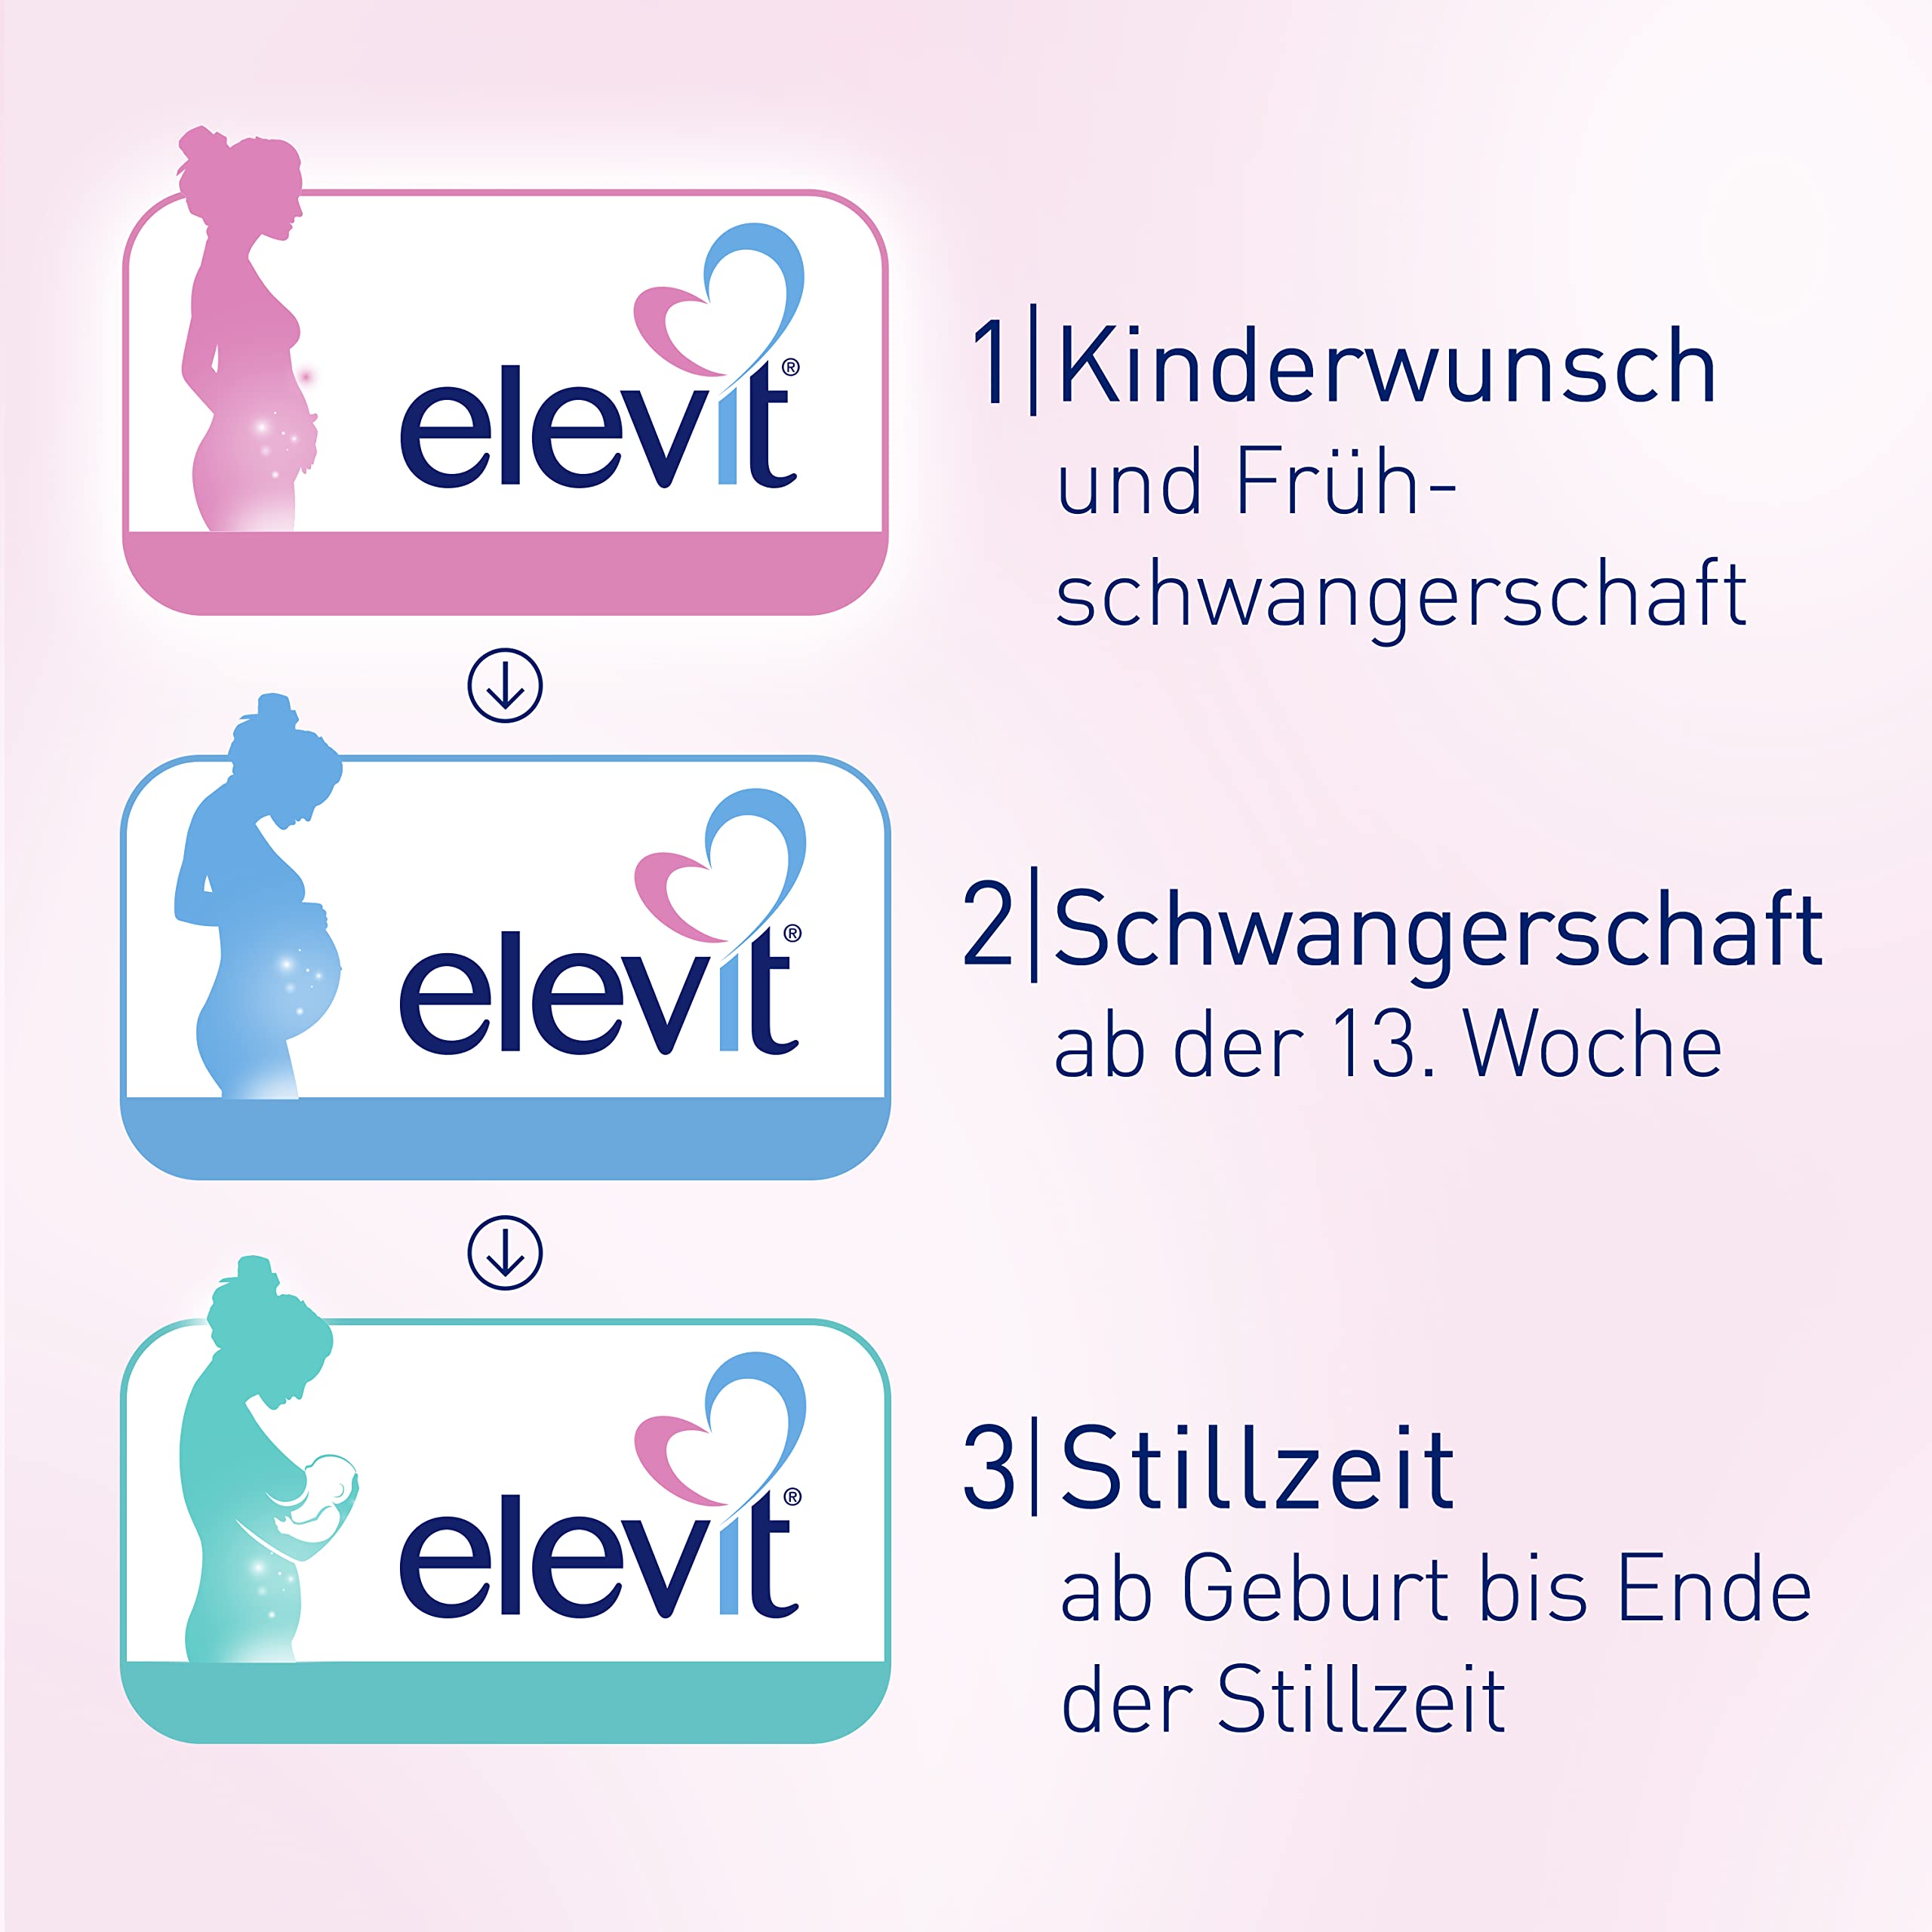 elevit®
1|Kinderwunsch
und Früh-
schwangerschaft
elevit®
2|Schwangerschaft
ab der 13. Woche
elevit®
3|Stillzeit
ab Geburt bis Ende
der Stillzeit